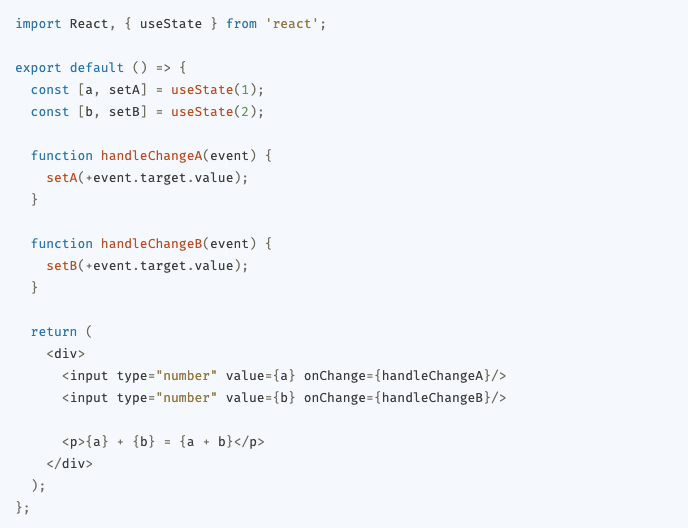 import React, { useState } from 'react';

export default () => {
  const [a, setA] = useState(1);
  const [b, setB] = useState(2);

  function handleChangeA(event) {
    setA(+event.target.value);
  }

  function handleChangeB(event) {
    setB(+event.target.value);
  }

  return (
    <div>
      <input type="number" value={a} onChange={handleChangeA}/>
      <input type="number" value={b} onChange={handleChangeB}/>

      <p>{a} + {b} = {a + b}</p>
    </div>
  );
};